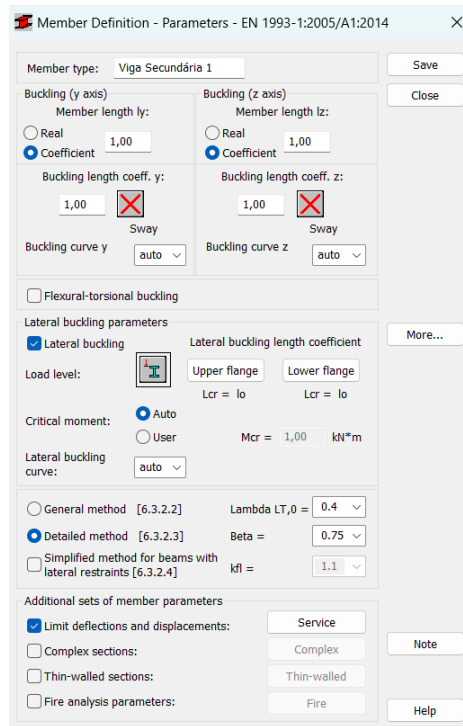 Member Definition - Parameters - EN 1993-1:2005/A1:2014
Member type: Viga Secundária 1
Save
Buckling (y axis) Buckling (z axis)
Close
Member length ly: Member length lz:
Real Real
1,00 1,00
Coefficient Coefficient
Buckling length coeff. y: Buckling length coeff. z:
1,00 1,00
Sway Sway
Buckling curve y auto Buckling curve z auto
Flexural-torsional buckling
Lateral buckling parameters
More...
Lateral buckling Lateral buckling length coefficient
Load level: Upper flange Lower flange
Lcr = lo Lcr = lo
Critical moment: Auto
User Mcr = 1,00 kN*m
Lateral buckling
curve: auto
General method [6.3.2.2] Lambda LT,0 = 0.4
Detailed method [6.3.2.3] Beta = 0.75
Simplified method for beams with
lateral restraints [6.3.2.4] kfl = 1.1
Additional sets of member parameters
Limit deflections and displacements: Service
Complex sections: Complex
Note
Thin-walled sections: Thin-walled
Fire analysis parameters: Fire
Help